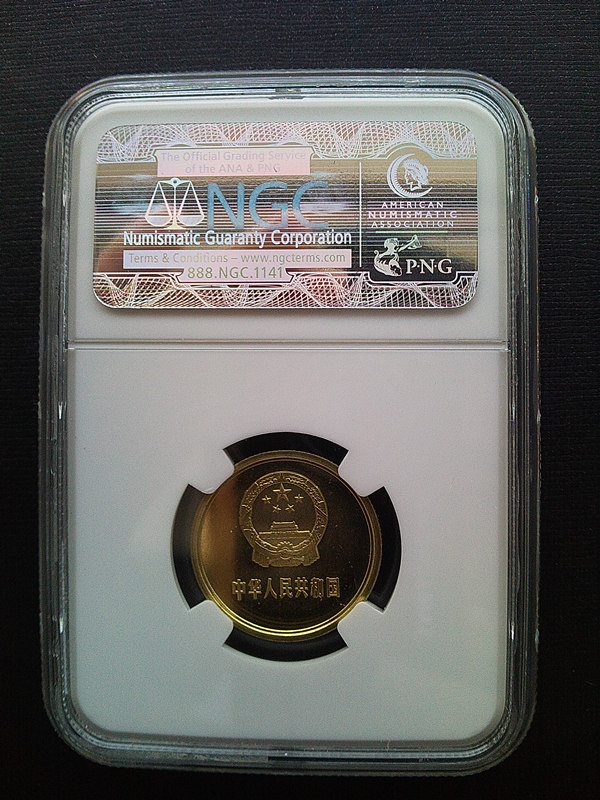 The Official Grading Service
of the ANA & PNG
NGC
Numismatic Guaranty Corporation
Terms & Conditions – www.ngcterms.com
888.NGC.1141
AMERICAN
NUMISMATIC
ASSOCIATION
P·N·G
中华人民共和国